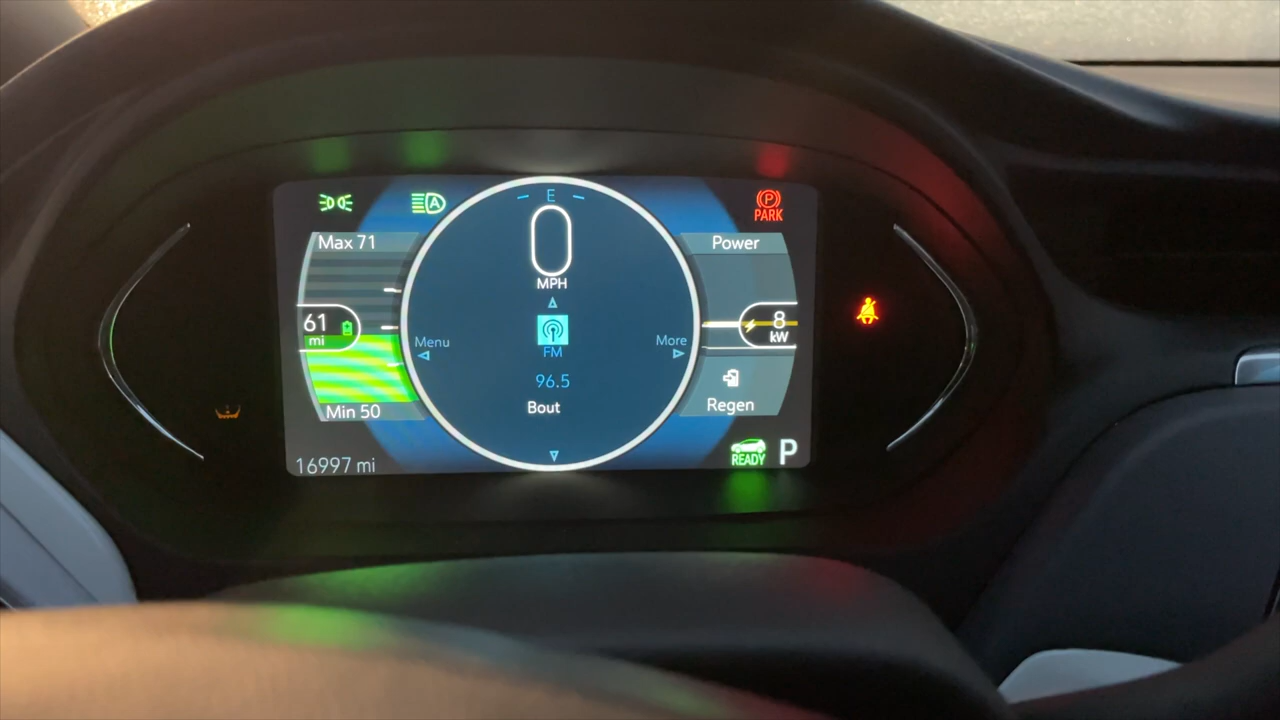 E
A
P
PARK
Max 71
0
MPH
Power
61
mi
8
kW
Menu
FM
More
96.5
Bout
Min 50
Regen
16997 mi
READY
P